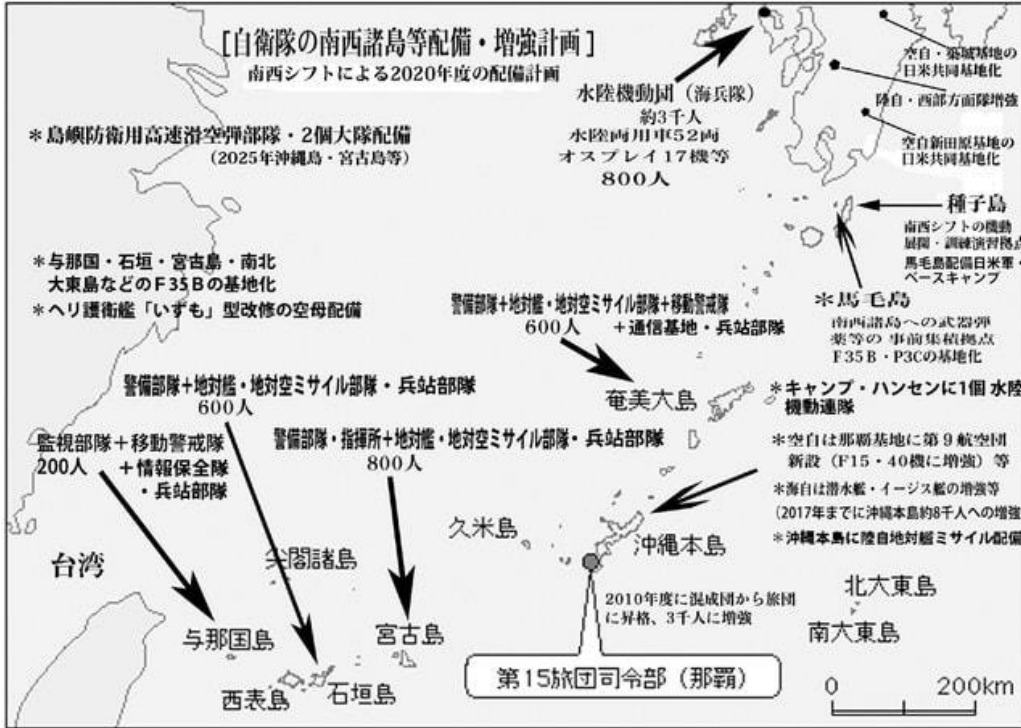 [自衛隊の南西諸島等配備・増強計画]
南西シフトによる2020年度の配備計画
空自・築城基地の
日米共同基地化
陸自・西部方面隊増強
空自新田原基地の
日米共同基地化
水陸機動団（海兵隊）
約3千人
水陸両用車52両
オスプレイ17機等
800人
＊島嶼防衛用高速滑空弾部隊・2個大隊配備
（2025年沖縄島・宮古島等）
種子島
南西シフトの機動
展開・訓練演習拠点
馬毛島配備日米軍・
ベースキャンプ
＊馬毛島
南西諸島への武器弾
薬等の 事前集積拠点
F35B・P3Cの基地化
＊与那国・石垣・宮古島・南北
大東島などのF35Bの基地化
＊ヘリ護衛艦「いずも」型改修の空母配備
警備部隊＋地対艦・地対空ミサイル部隊＋移動警戒隊
600人
＋通信基地・兵站部隊
奄美大島
警備部隊＋地対艦・地対空ミサイル部隊・兵站部隊
600人
監視部隊＋移動警戒隊
200人
＋情報保全隊
・兵站部隊
警備部隊・指揮所＋地対艦・地対空ミサイル部隊・兵站部隊
800人
＊キャンプ・ハンセンに1個 水陸
機動連隊
＊空自は那覇基地に第9航空団
新設（F15・40機に増強）等
＊海自は潜水艦・イージス艦の増強等
（2017年までに沖縄本島約8千人への増強
＊沖縄本島に陸自地対艦ミサイル配備
久米島
沖縄本島
台湾
尖閣諸島
北大東島
南大東島
2010年度に混成団から旅団
に昇格、3千人に増強
与那国島
宮古島
西表島
石垣島
第15旅団司令部（那覇）
0
200km